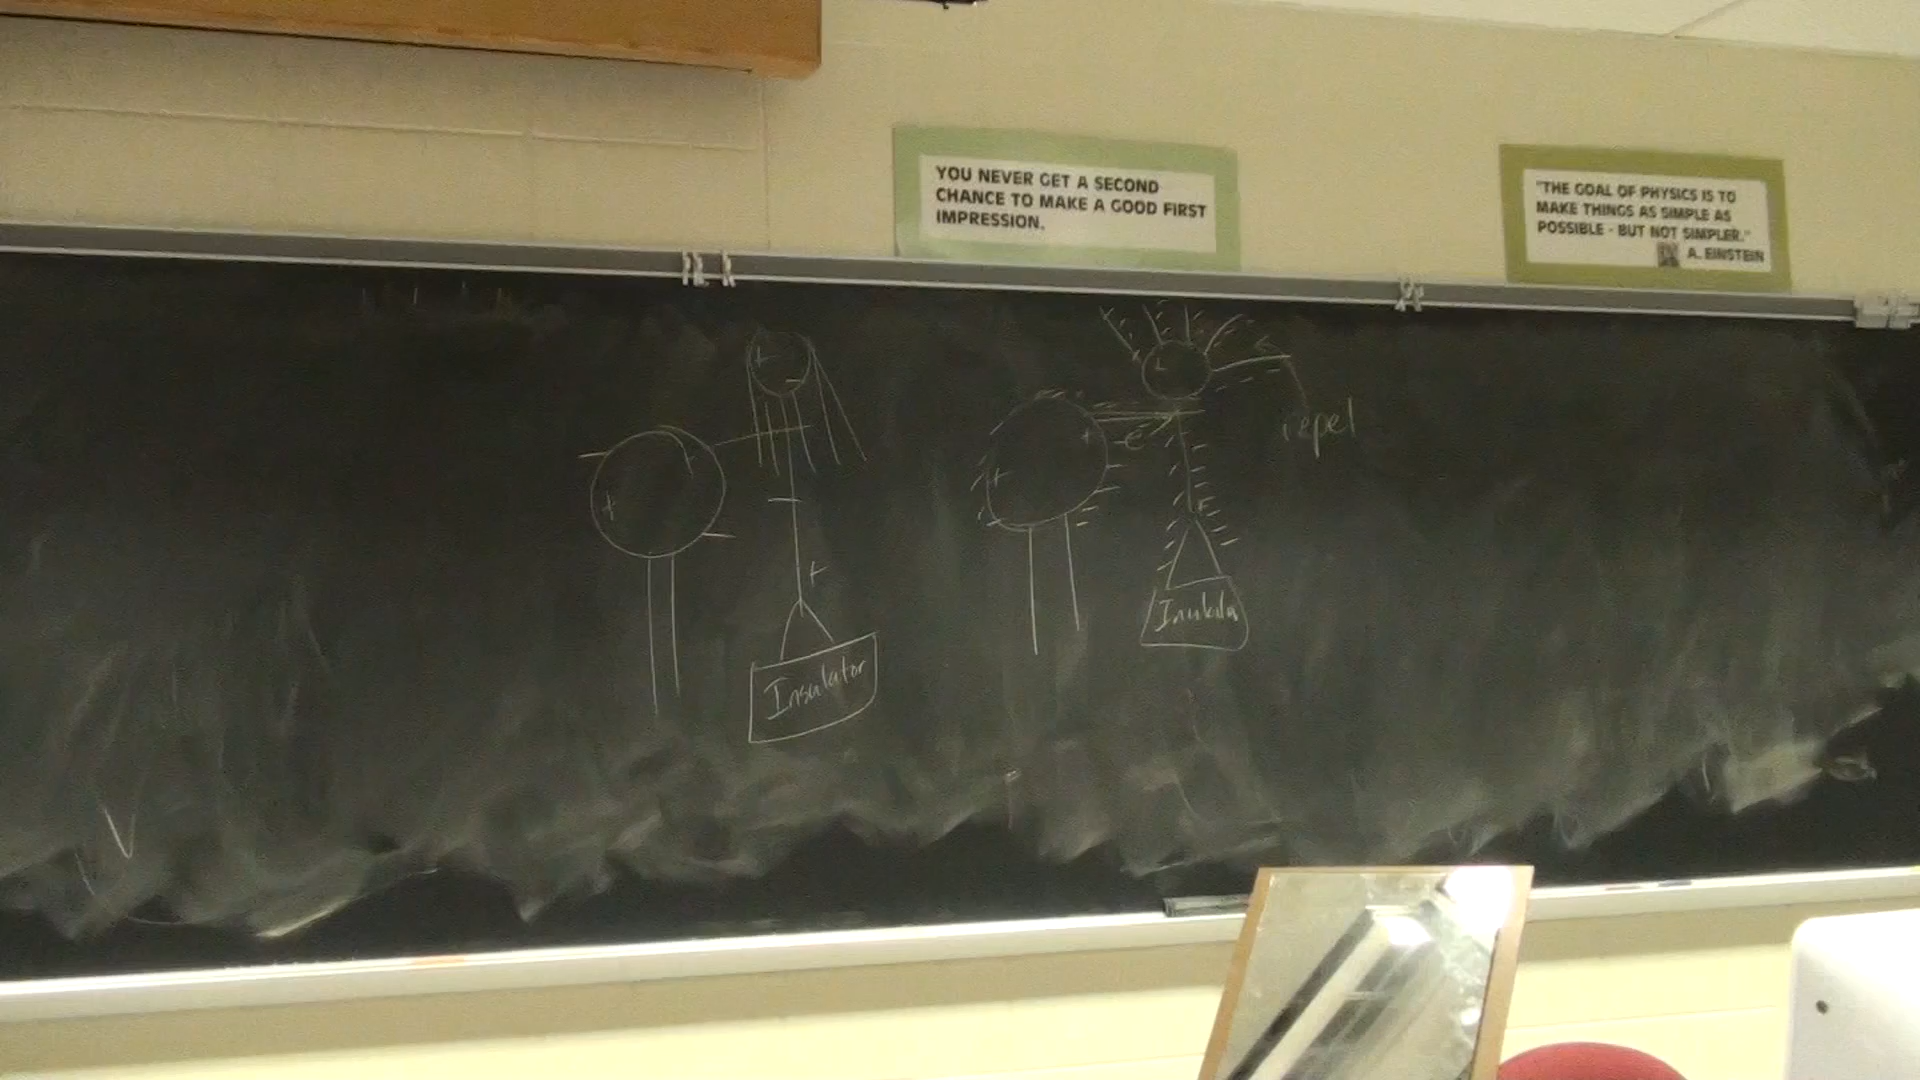 YOU NEVER GET A SECOND
CHANCE TO MAKE A GOOD FIRST
IMPRESSION.
"THE GOAL OF PHYSICS IS TO
MAKE THINGS AS SIMPLE AS
POSSIBLE - BUT NOT SIMPLER."
A. EINSTEIN
repel
e
Insulator